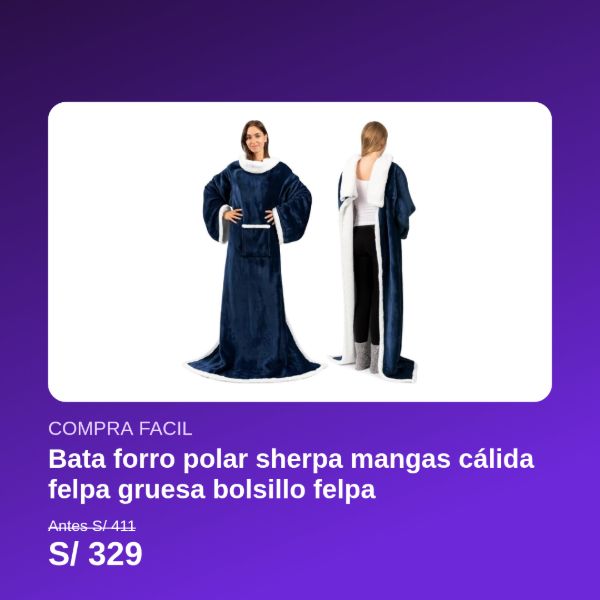 COMPRA FACIL
Bata forro polar sherpa mangas cálida
felpa gruesa bolsillo felpa
Antes S/ 411
S/ 329